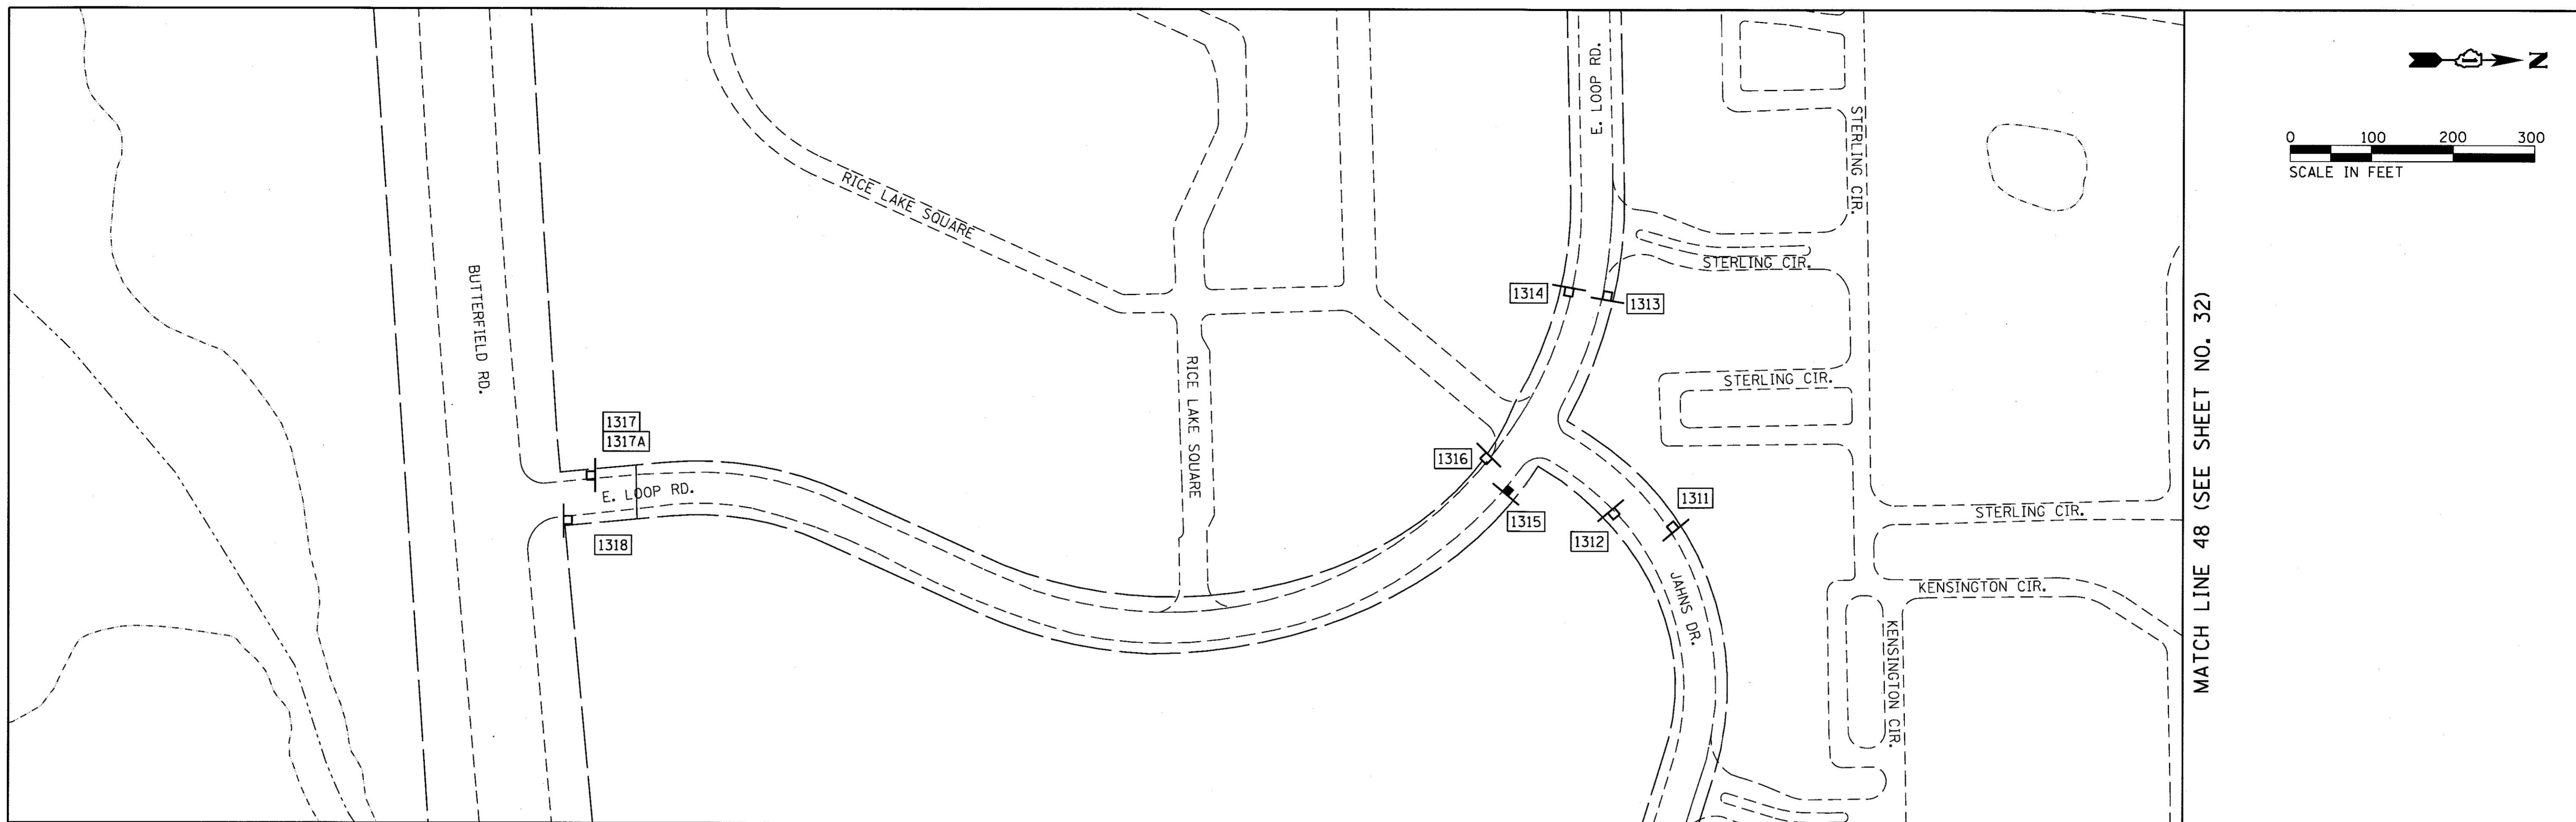 E. LOOP RD.
N
0 100 200 300
SCALE IN FEET
STERLING CIR.
RICE LAKE SQUARE
STERLING CIR.
BUTTERFIELD RD.
1314
1313
MATCH LINE 48 (SEE SHEET NO. 32)
RICE LAKE SQUARE
STERLING CIR.
1317
1317A
1316
E. LOOP RD.
1311
1315
STERLING CIR.
1318
1312
JAHNS DR.
KENSINGTON CIR.
KENSINGTON CIR.